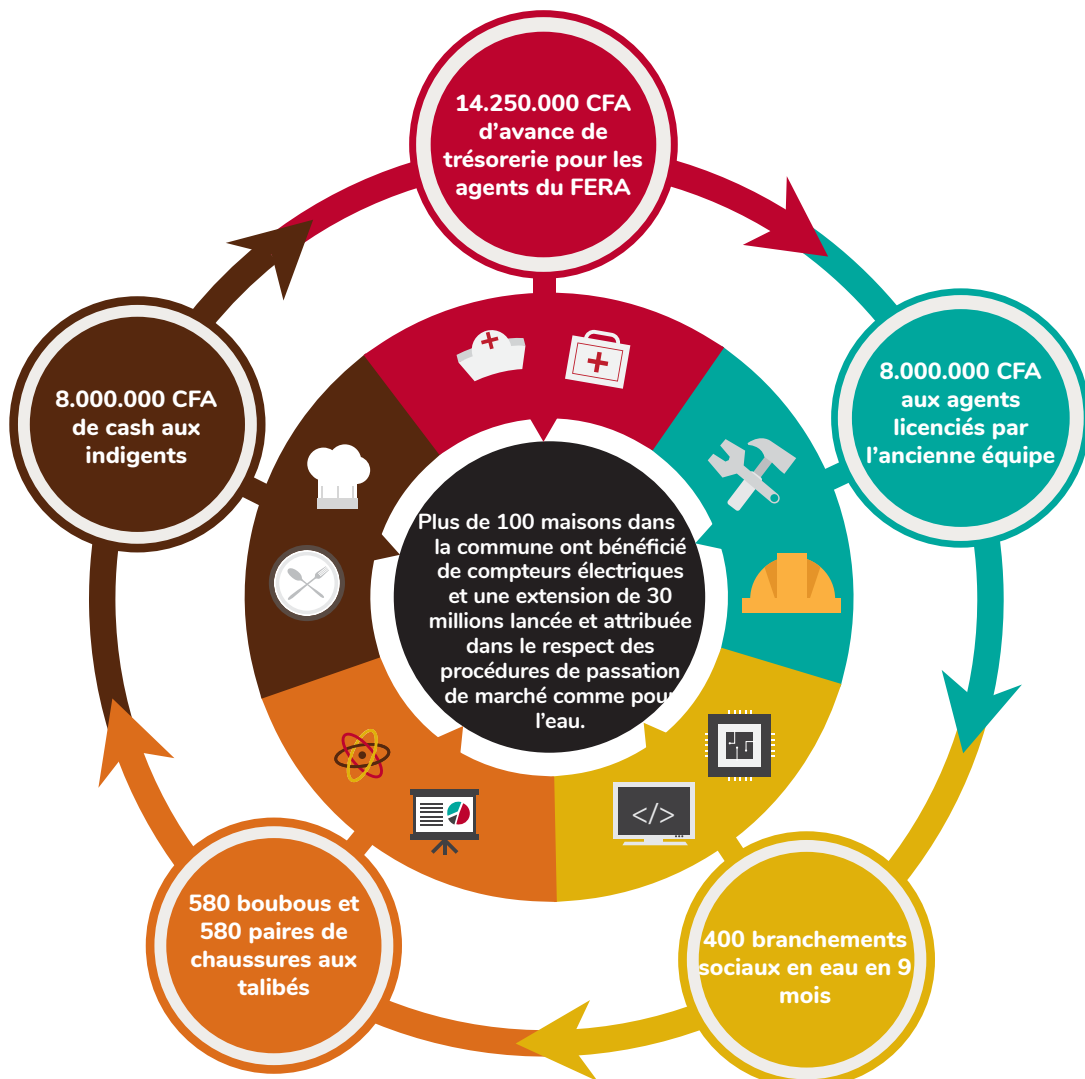 14.250.000 CFA
d'avance de
trésorerie pour les
agents du FERA
8.000.000 CFA
aux agents
licenciés par
l'ancienne équipe
400 branchements
sociaux en eau en 9
mois
580 boubous et
580 paires de
chaussures aux
talibés
8.000.000 CFA
de cash aux
indigents
Plus de 100 maisons dans
la commune ont bénéficié
de compteurs électriques
et une extension de 30
millions lancée et attribuée
dans le respect des
procédures de passation
de marché comme pour
l'eau.
</>